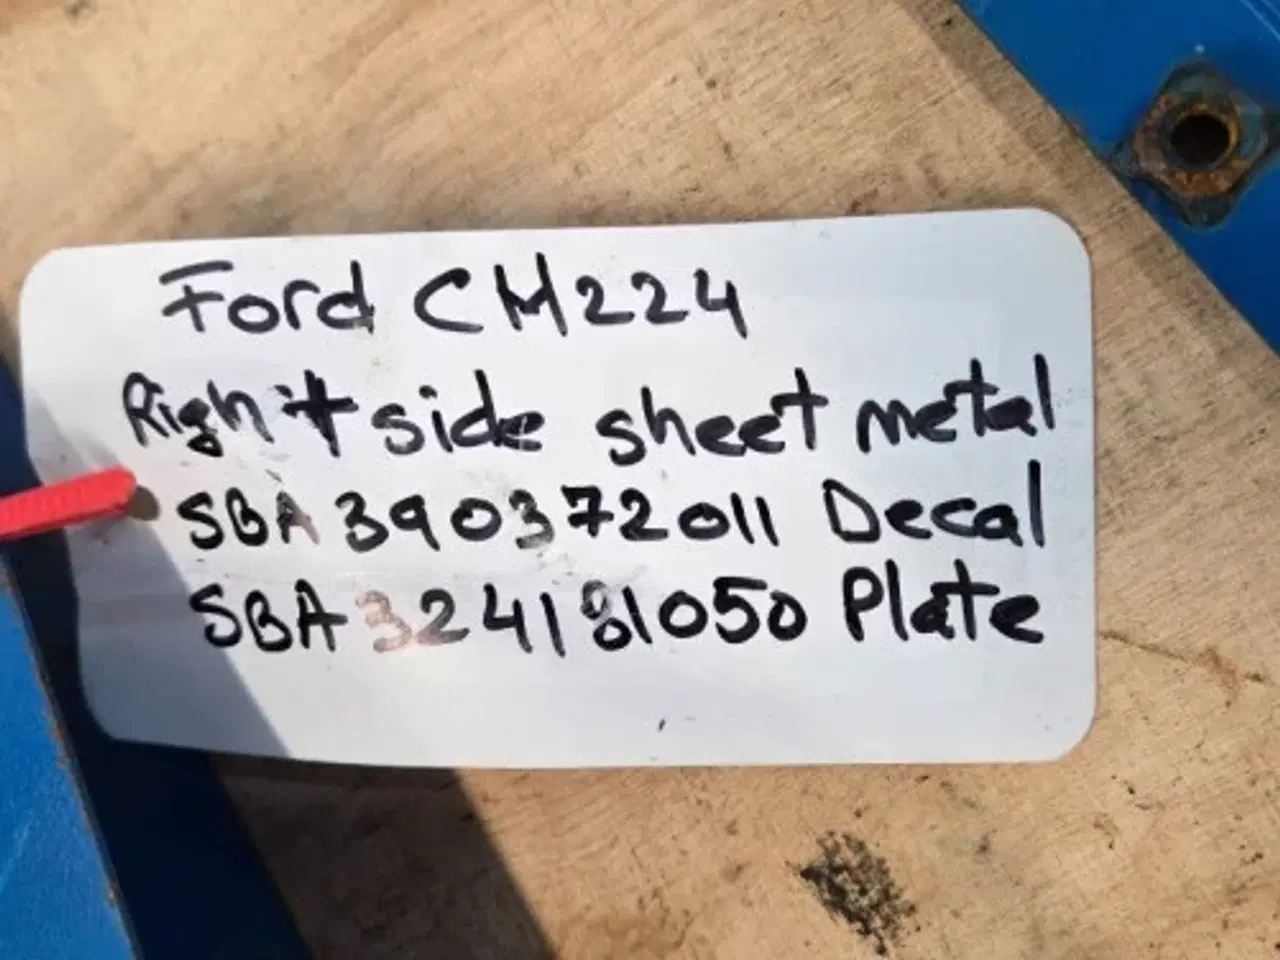 Ford CM224
Right side sheet metal
SBA390372011 Decal
SBA324181050 Plate